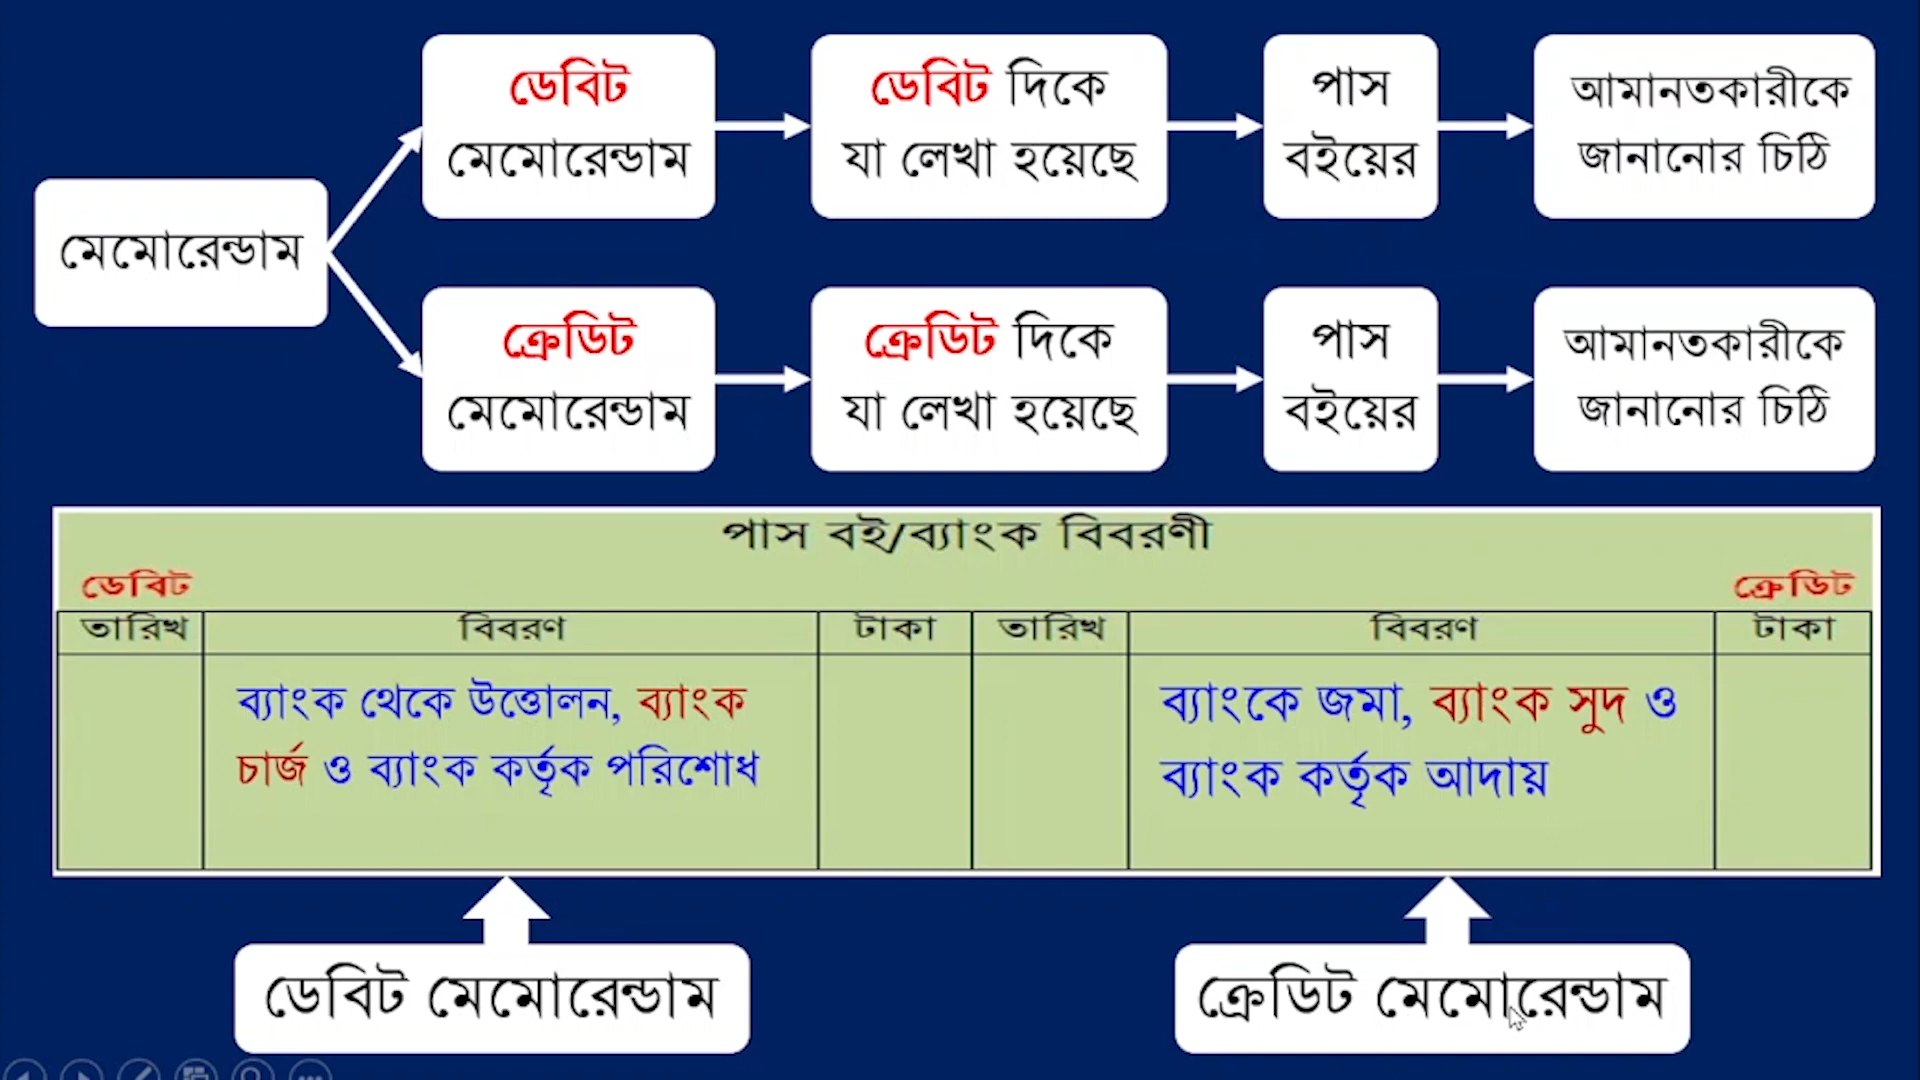 মেমোরেন্ডাম
ডেবিট
মেমোরেন্ডাম
ডেবিট দিকে
যা লেখা হয়েছে
পাস
বইয়ের
আমানতকারীকে
জানানোর চিঠি
ক্রেডিট
মেমোরেন্ডাম
ক্রেডিট দিকে
যা লেখা হয়েছে
পাস
বইয়ের
আমানতকারীকে
জানানোর চিঠি
পাস বই/ব্যাংক বিবরণী
ডেবিট ক্রেডিট
তারিখ বিবরণ টাকা তারিখ বিবরণ টাকা
ব্যাংক থেকে উত্তোলন, ব্যাংক
চার্জ ও ব্যাংক কর্তৃক পরিশোধ
ব্যাংকে জমা, ব্যাংক সুদ ও
ব্যাংক কর্তৃক আদায়
ডেবিট মেমোরেন্ডাম
ক্রেডিট মেমোরেন্ডাম